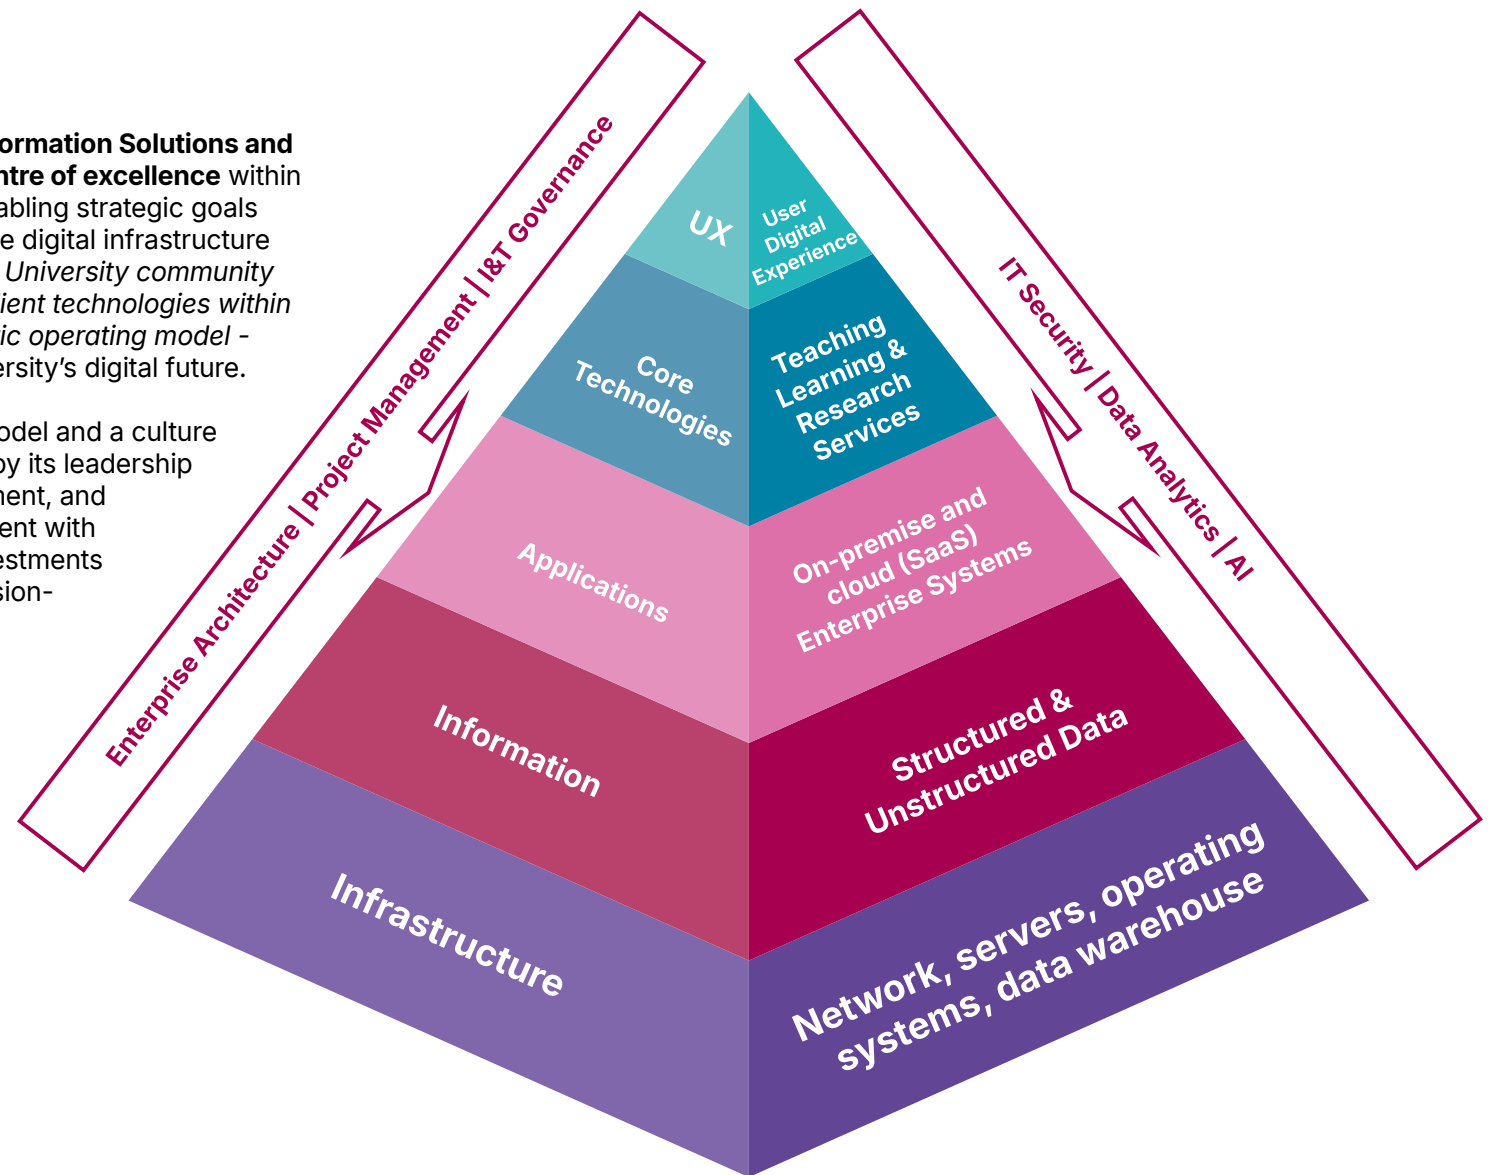 ormation Solutions and
ntre of excellence within
abling strategic goals
e digital infrastructure
University community
ient technologies within
ic operating model -
ersity’s digital future.
odel and a culture
by its leadership
nent, and
ent with
estments
sion-
Enterprise Architecture | Project Management | I&T Governance
IT Security | Data Analytics | AI
UX
User
Digital
Experience
Core
Technologies
Teaching
Learning &
Research
Services
Applications
On-premise and
cloud (SaaS)
Enterprise Systems
Information
Structured &
Unstructured Data
Infrastructure
Network, servers, operating
systems, data warehouse